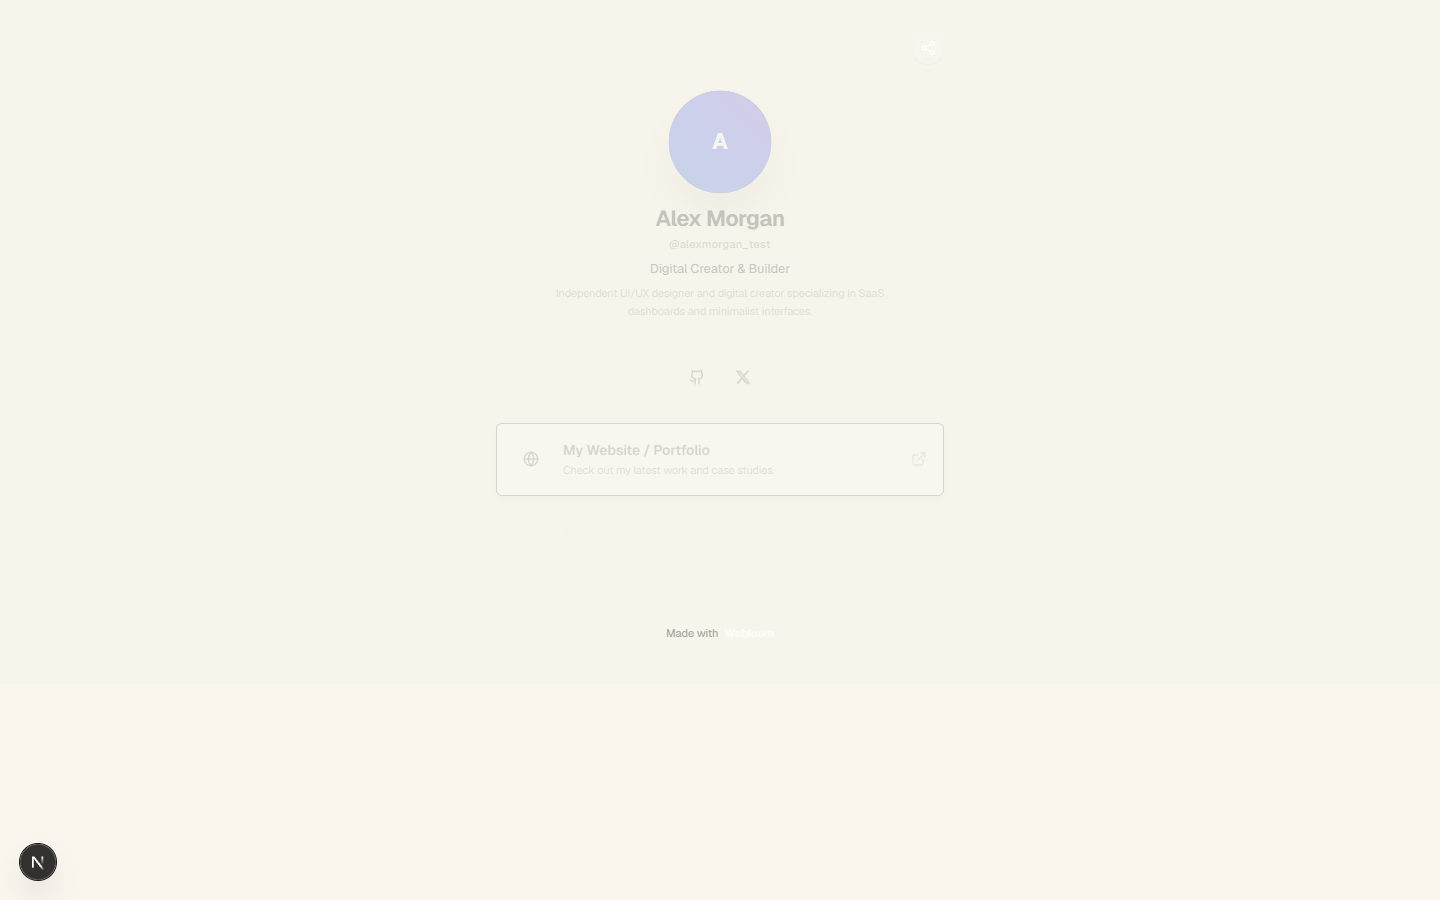 A
Alex Morgan
@alexmorgan_test
Digital Creator & Builder
Independent UI/UX designer and digital creator specializing in SaaS
dashboards and minimalist interfaces.
My Website / Portfolio
Check out my latest work and case studies.
Made with
N